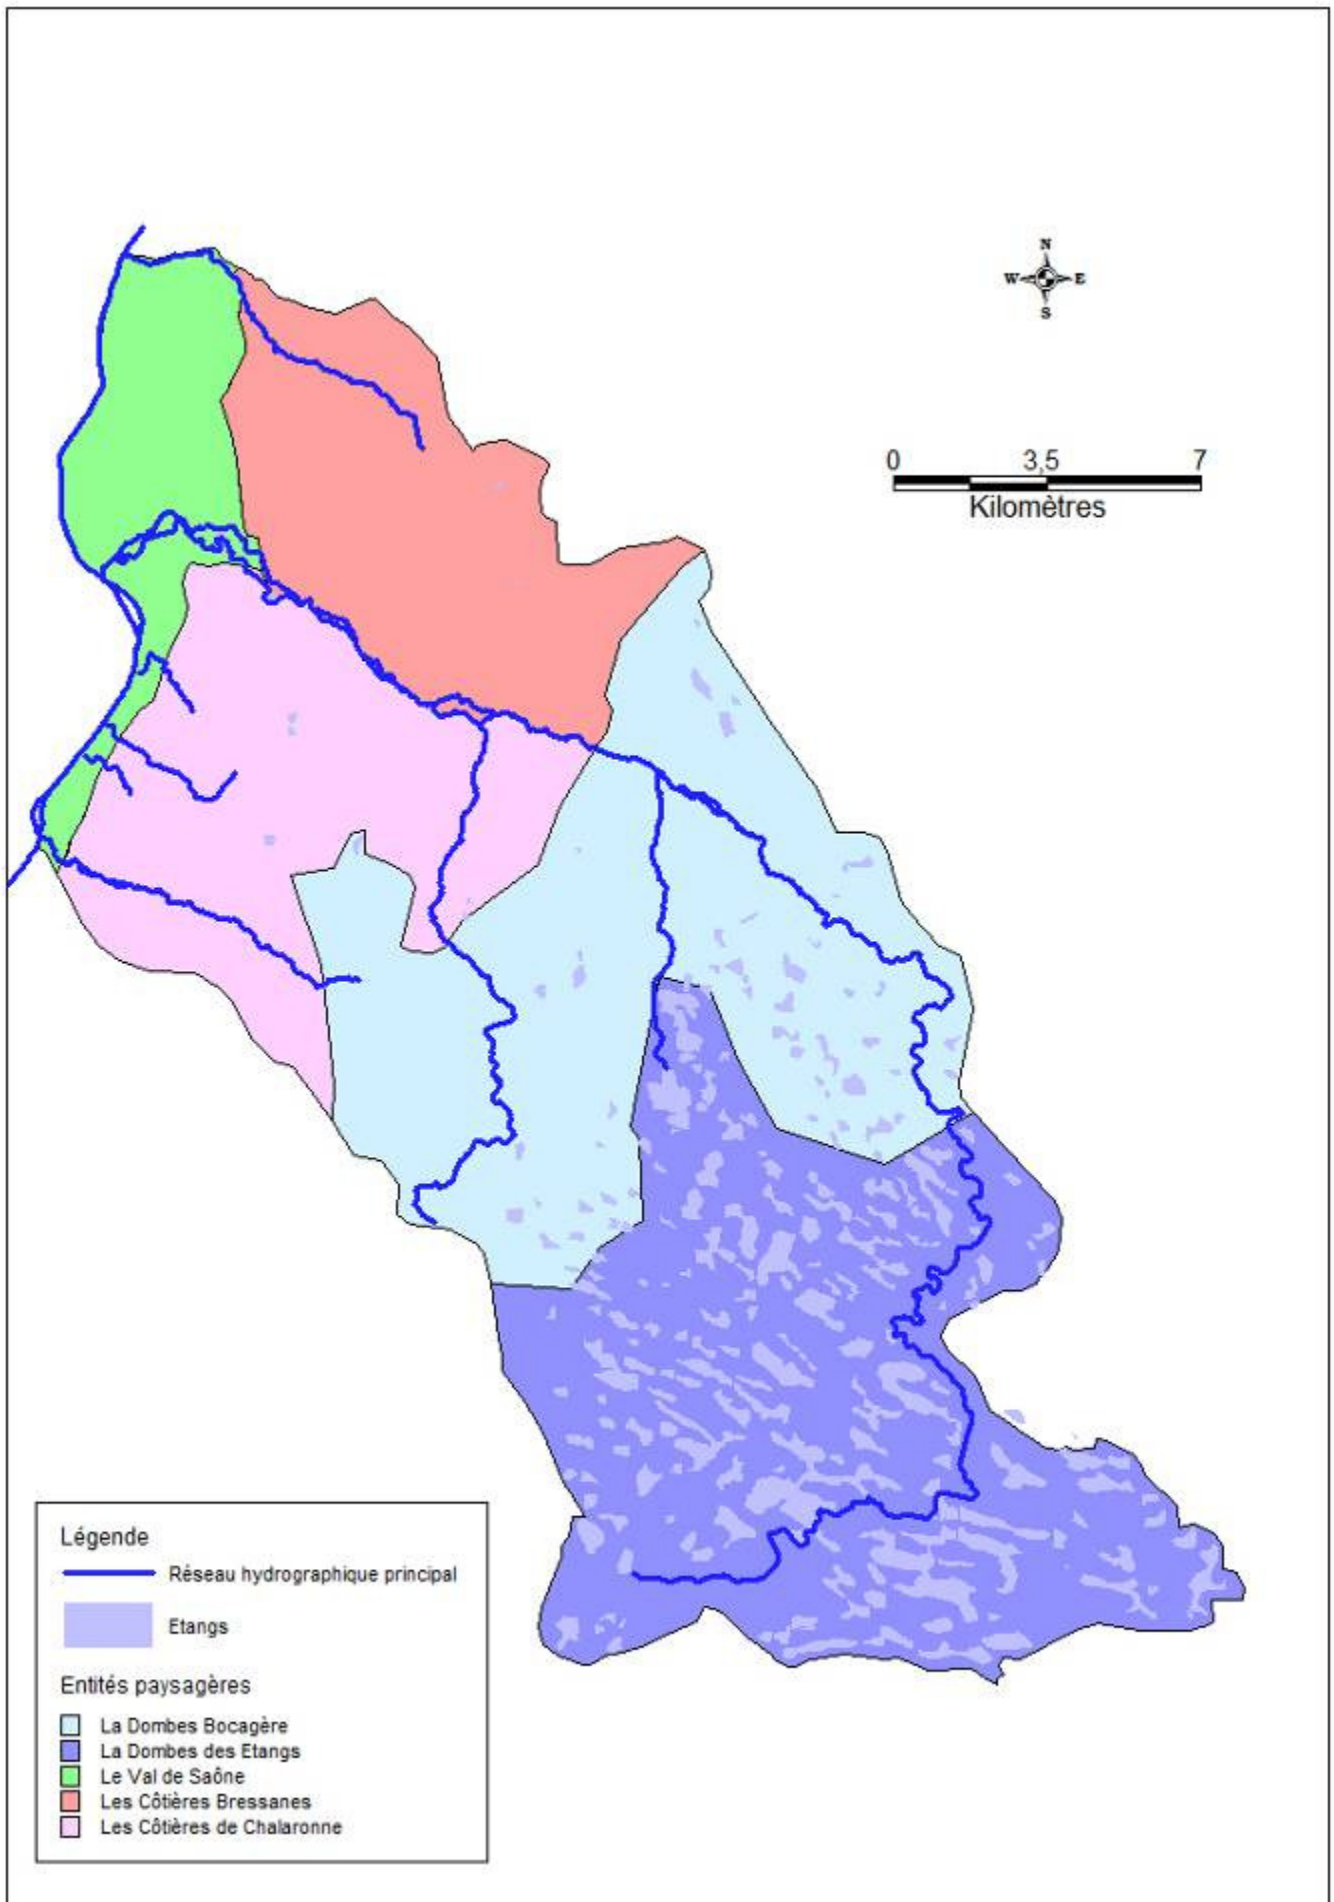 N
W E
S
0 3,5 7
Kilomètres
Légende
Réseau hydrographique principal
Etangs
Entités paysagères
La Dombes Bocagère
La Dombes des Etangs
Le Val de Saône
Les Côtières Bressanes
Les Côtières de Chalaronne